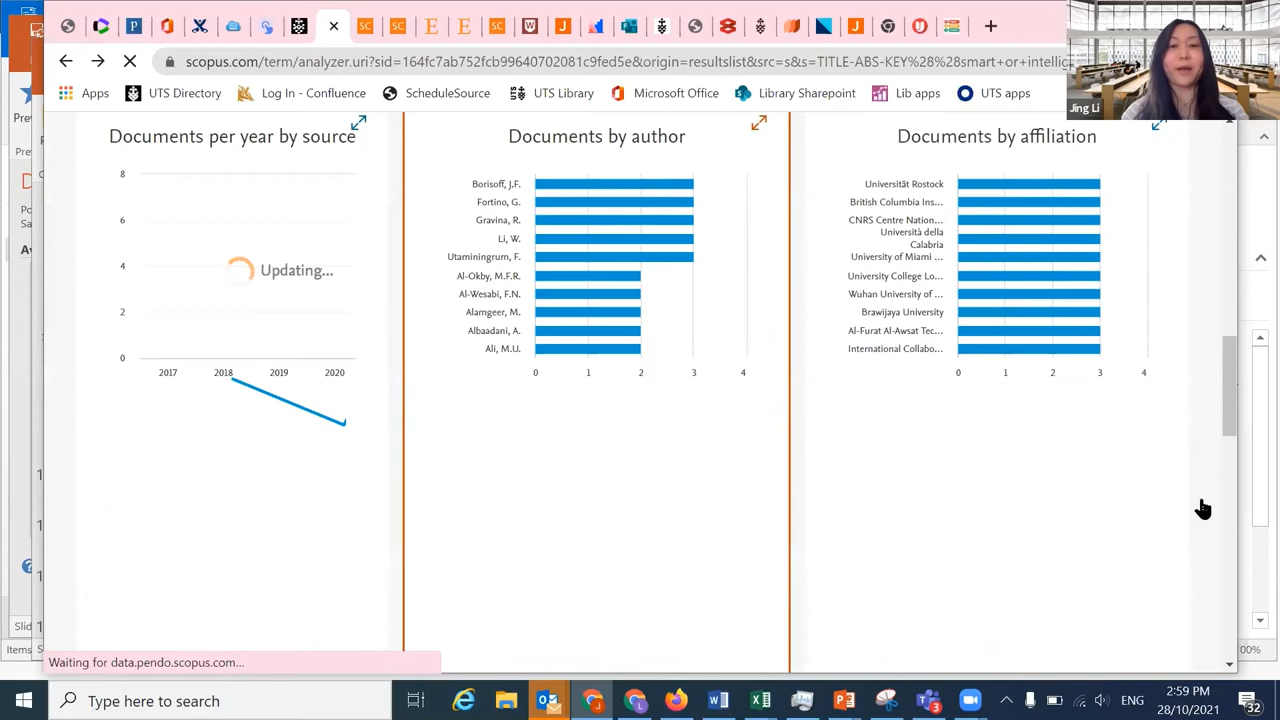 scopus.com/term/analyzer.uri
origin=resultslist&src=s&s=TITLE-ABS-KEY%28%28smart+or+intellig
Jing Li
Apps
UTS Directory
Log In - Confluence
ScheduleSource
UTS Library
Microsoft Office
Library Sharepoint
Lib apps
UTS apps
Documents per year by source
8
6
4
2
0
Updating...
2017 2018 2019 2020
Documents by author
Borisoff, J.F.
Fortino, G.
Gravina, R.
Li, W.
Utaminingrum, F.
Al-Okby, M.F.R.
Al-Wesabi, F.N.
Alamgeer, M.
Albaadani, A.
Ali, M.U.
0 1 2 3 4
Documents by affiliation
Universität Rostock
British Columbia Ins...
CNRS Centre Nation...
Università della
Calabria
University of Miami ...
University College Lo...
Wuhan University of ...
Brawijaya University
Al-Furat Al-Awsat Tec...
International Collabo...
0 1 2 3 4
Slid
Items
00%
Waiting for data.pendo.scopus.com...
Type here to search
ENG
2:59 PM
28/10/2021
32